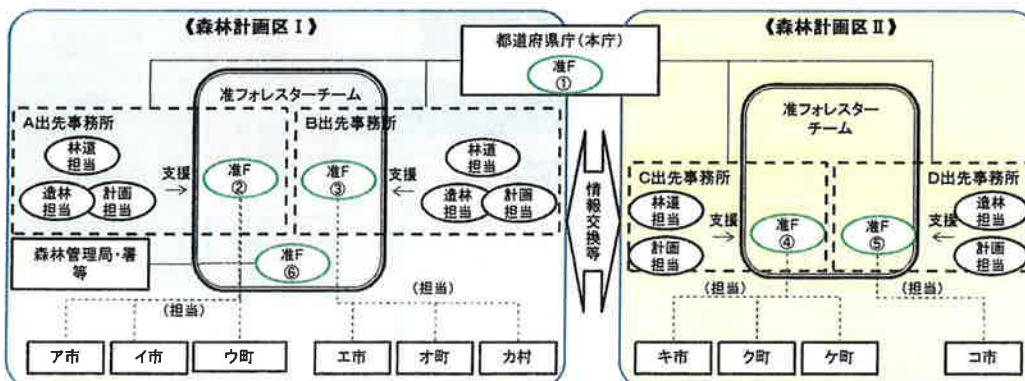 《森林計画区Ⅰ》
都道府県庁(本庁)
准F
①
《森林計画区Ⅱ》
准フォレスターチーム
准フォレスター
チーム
A出先事務所
林道
担当
造林
担当
計画
担当
支援
准F
②
B出先事務所
准F
③
支援
林道
担当
造林
担当
計画
担当
森林管理局・署
等
准F
⑥
情報交換等
C出先事務所
林道
担当
計画
担当
支援
准F
④
D出先事務所
准F
⑤
支援
造林
担当
計画
担当
(担当)
(担当)
(担当)
(担当)
ア市
イ市
ウ町
エ市
オ町
カ村
キ市
ク町
ケ町
コ市